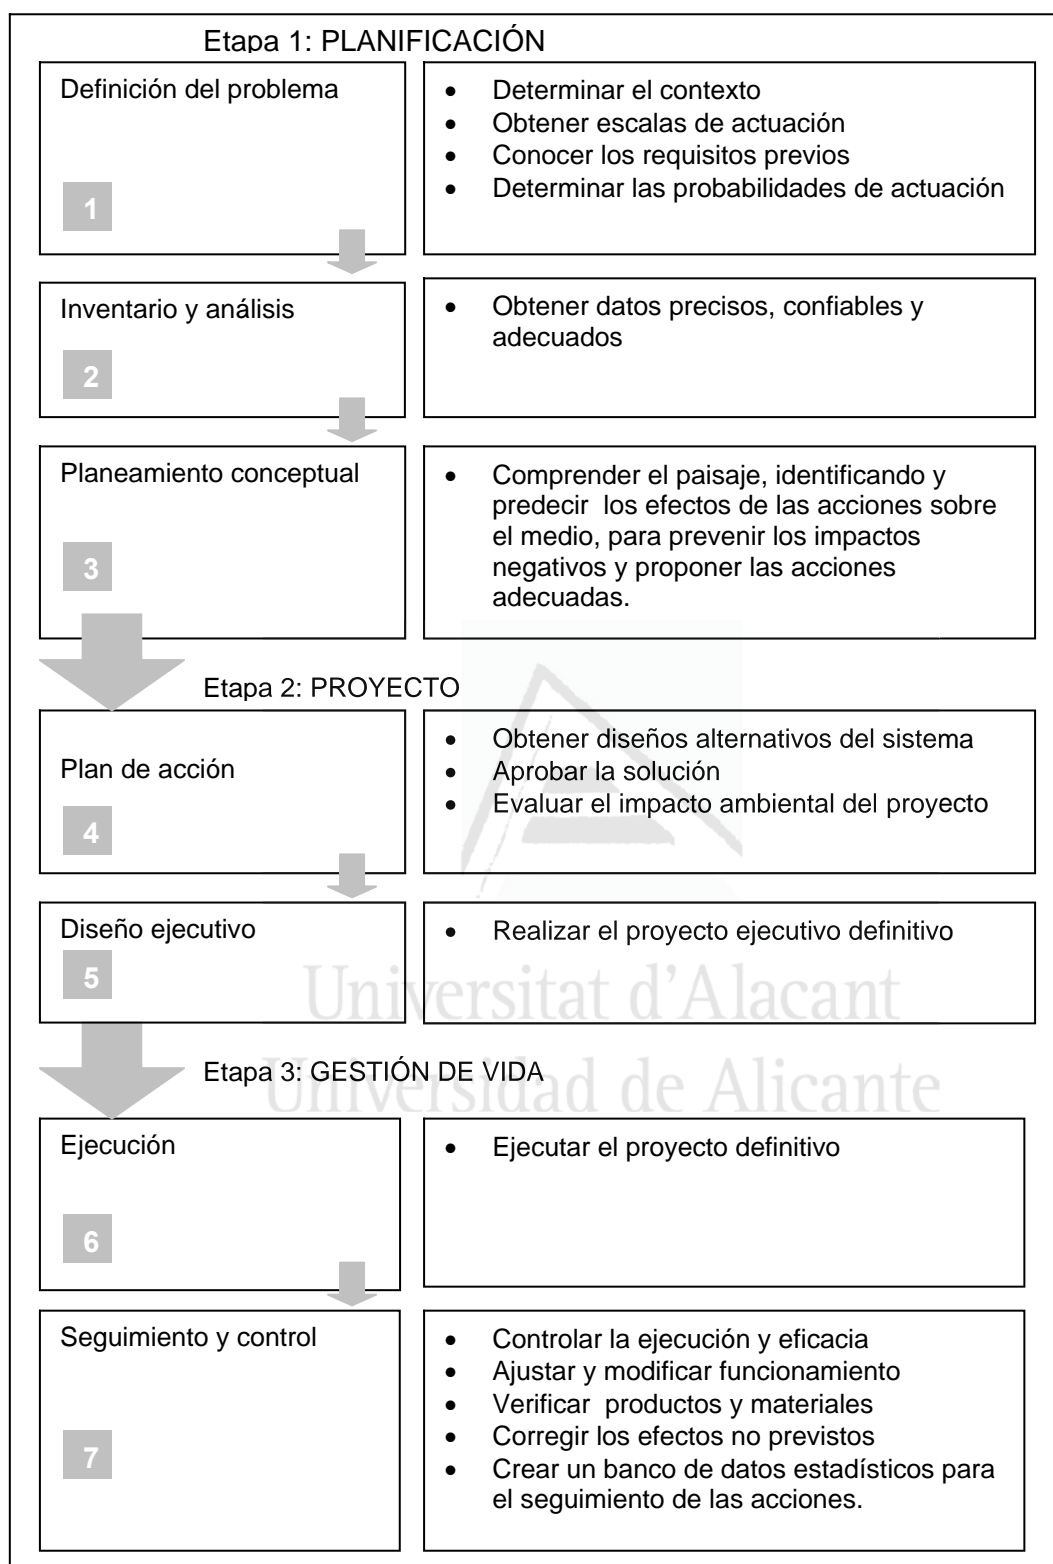 Etapa 1: PLANIFICACIÓN
Definición del problema
1
• Determinar el contexto
• Obtener escalas de actuación
• Conocer los requisitos previos
• Determinar las probabilidades de actuación
Inventario y análisis
2
• Obtener datos precisos, confiables y
adecuados
Planeamiento conceptual
3
• Comprender el paisaje, identificando y
predecir  los efectos de las acciones sobre
el medio, para prevenir los impactos
negativos y proponer las acciones
adecuadas.
Etapa 2: PROYECTO
Plan de acción
4
• Obtener diseños alternativos del sistema
• Aprobar la solución
• Evaluar el impacto ambiental del proyecto
Diseño ejecutivo
5
• Realizar el proyecto ejecutivo definitivo
Universitat d'Alacant
Universidad de Alicante
Etapa 3: GESTIÓN DE VIDA
Ejecución
6
• Ejecutar el proyecto definitivo
Seguimiento y control
7
• Controlar la ejecución y eficacia
• Ajustar y modificar funcionamiento
• Verificar  productos y materiales
• Corregir los efectos no previstos
• Crear un banco de datos estadísticos para
el seguimiento de las acciones.